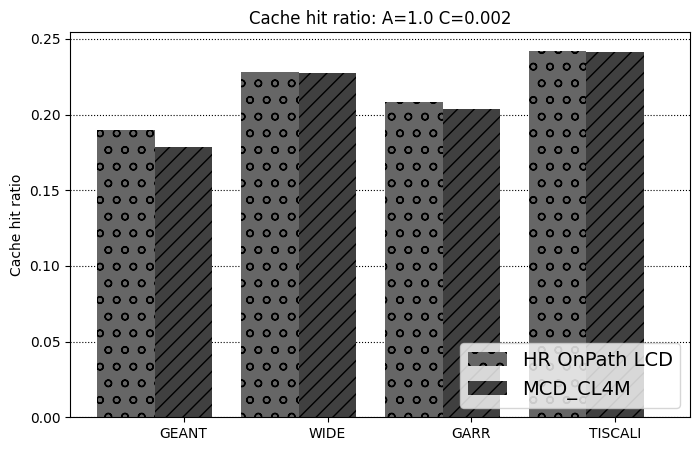 Cache hit ratio: A=1.0 C=0.002
Cache hit ratio
0.25
0.20
0.15
0.10
0.05
0.00
GEANT
WIDE
GARR
TISCALI
HR OnPath LCD
MCD_CL4M